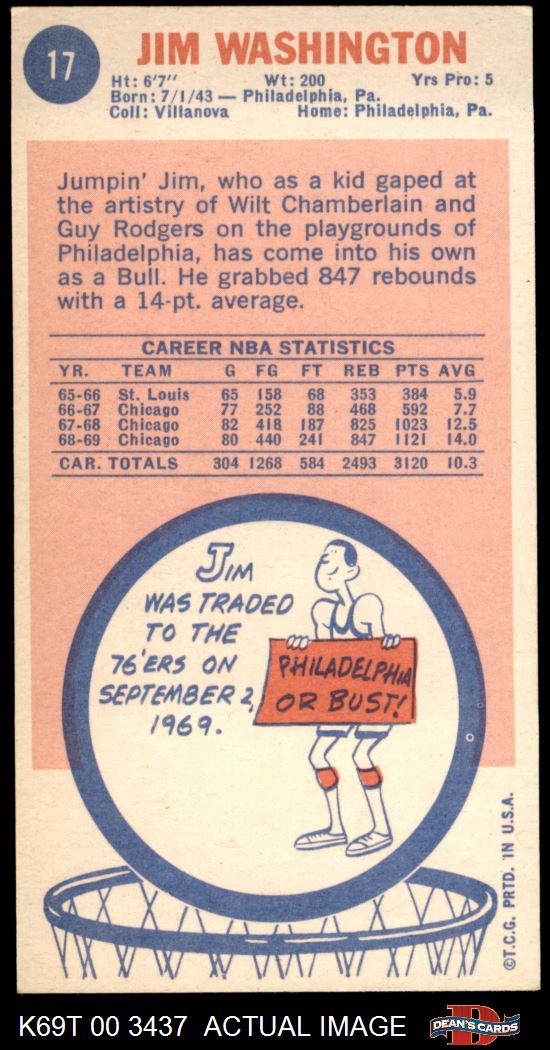 17
JIM WASHINGTON
Ht: 6'7" Wt: 200 Yrs Pro: 5
Born: 7/1/43 — Philadelphia, Pa.
Coll: Villanova Home: Philadelphia, Pa.
Jumpin' Jim, who as a kid gaped at
the artistry of Wilt Chamberlain and
Guy Rodgers on the playgrounds of
Philadelphia, has come into his own
as a Bull. He grabbed 847 rebounds
with a 14-pt. average.
CAREER NBA STATISTICS
YR. TEAM G FG FT REB PTS AVG
65-66 St. Louis 65 158 68 353 384 5.9
66-67 Chicago 77 252 88 468 592 7.7
67-68 Chicago 82 418 187 825 1023 12.5
68-69 Chicago 80 440 241 847 1121 14.0
CAR. TOTALS 304 1268 584 2493 3120 10.3
JIM
WAS TRADED
TO THE
76'ERS ON
SEPTEMBER 2,
1969.
PHILADELPHIA
OR BUST!
©T.C.G. PRTD. IN U.S.A.
K69T 00 3437 ACTUAL IMAGE
D
DEAN'S CARDS